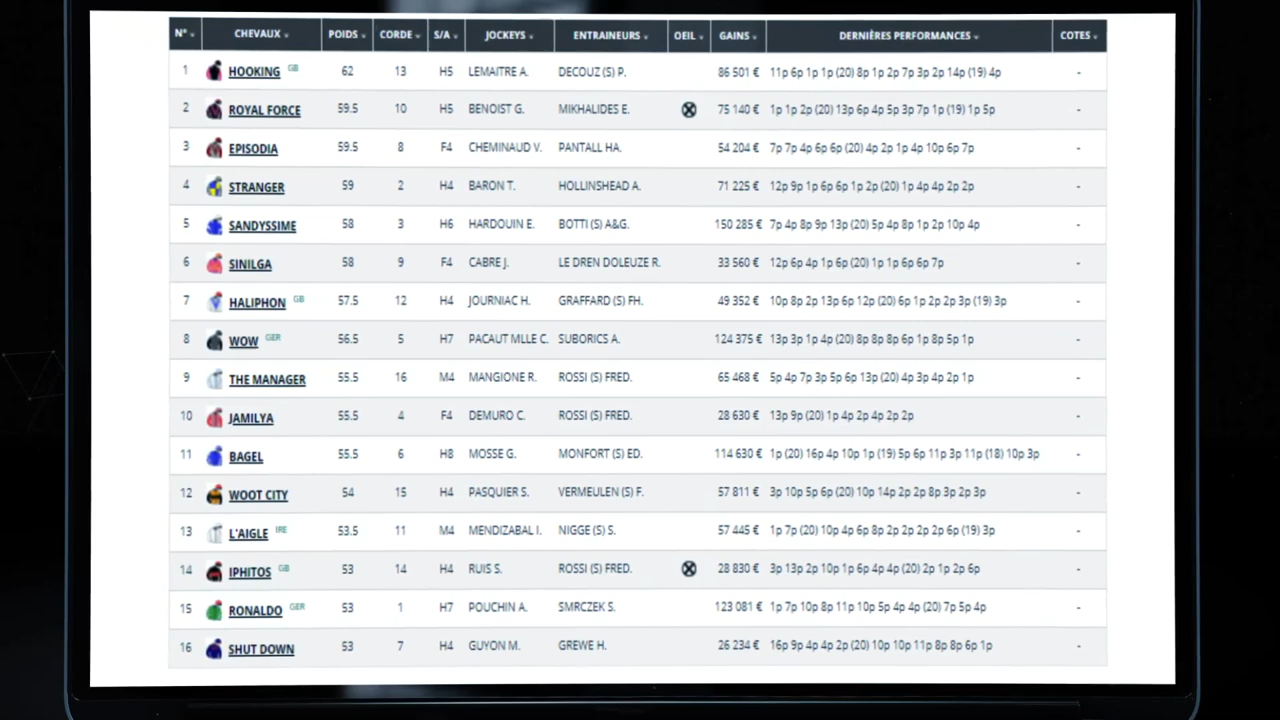 N° CHEVAUX POIDS CORDE S/A JOCKEYS ENTRAINEURS OEIL GAINS DERNIÈRES PERFORMANCES COTES
1 HOOKING GB 62 13 H5 LEMAITRE A. DECOUZ (S) P. 86 501 € 11p 6p 1p 1p (20) 8p 1p 2p 7p 3p 2p 14p (19) 4p -
2 ROYAL FORCE 59.5 10 H5 BENOIST G. MIKHALIDES E. 75 140 € 1p 1p 2p (20) 13p 6p 4p 5p 3p 7p 1p (19) 1p 5p -
3 EPISODIA 59.5 8 F4 CHEMINAUD V. PANTALL HA. 54 204 € 7p 7p 4p 6p 6p (20) 4p 2p 1p 4p 10p 6p 7p -
4 STRANGER 59 2 H4 BARON T. HOLLINSHEAD A. 71 225 € 12p 9p 1p 6p 6p 1p 2p (20) 1p 4p 4p 2p 2p -
5 SANDYSSIME 58 3 H6 HARDOUIN E. BOTTI (S) A&G. 150 285 € 7p 4p 8p 9p 13p (20) 5p 4p 8p 1p 2p 10p 4p -
6 SINILGA 58 9 F4 CABRE J. LE DREN DOLEUZE R. 33 560 € 12p 6p 4p 1p 6p (20) 1p 1p 6p 6p 7p -
7 HALIPHON GB 57.5 12 H4 JOURNIAC H. GRAFFARD (S) FH. 49 352 € 10p 8p 2p 13p 6p 12p (20) 6p 1p 2p 2p 3p (19) 3p -
8 WOW GER 56.5 5 H7 PACAUT MLLE C. SUBORICS A. 124 375 € 13p 3p 1p 4p (20) 8p 8p 8p 6p 1p 8p 5p 1p -
9 THE MANAGER 55.5 16 M4 MANGIONE R. ROSSI (S) FRED. 65 468 € 5p 4p 7p 3p 5p 6p 13p (20) 4p 3p 4p 2p 1p -
10 JAMILYA 55.5 4 F4 DEMURO C. ROSSI (S) FRED. 28 630 € 13p 9p (20) 1p 4p 2p 4p 2p 2p -
11 BAGEL 55.5 6 H8 MOSSE G. MONFORT (S) ED. 114 630 € 1p (20) 16p 4p 10p 1p (19) 5p 6p 11p 3p 11p (18) 10p 3p -
12 WOOT CITY 54 15 H4 PASQUIER S. VERMEULEN (S) F. 57 811 € 3p 10p 5p 6p (20) 10p 14p 2p 2p 8p 3p 2p 3p -
13 L'AIGLE IRE 53.5 11 M4 MENDIZABAL I. NIGGE (S) S. 57 445 € 1p 7p (20) 10p 4p 6p 8p 2p 2p 2p 2p 6p (19) 3p -
14 IPHITOS GB 53 14 H4 RUIS S. ROSSI (S) FRED. 28 830 € 3p 13p 2p 10p 1p 6p 4p 4p (20) 2p 1p 2p 6p -
15 RONALDO GER 53 1 H7 POUCHIN A. SMRCZEK S. 123 081 € 1p 7p 10p 8p 11p 10p 5p 4p 4p (20) 7p 5p 4p -
16 SHUT DOWN 53 7 H4 GUYON M. GREWE H. 26 234 € 16p 9p 4p 4p 2p (20) 10p 10p 11p 8p 8p 6p 1p -